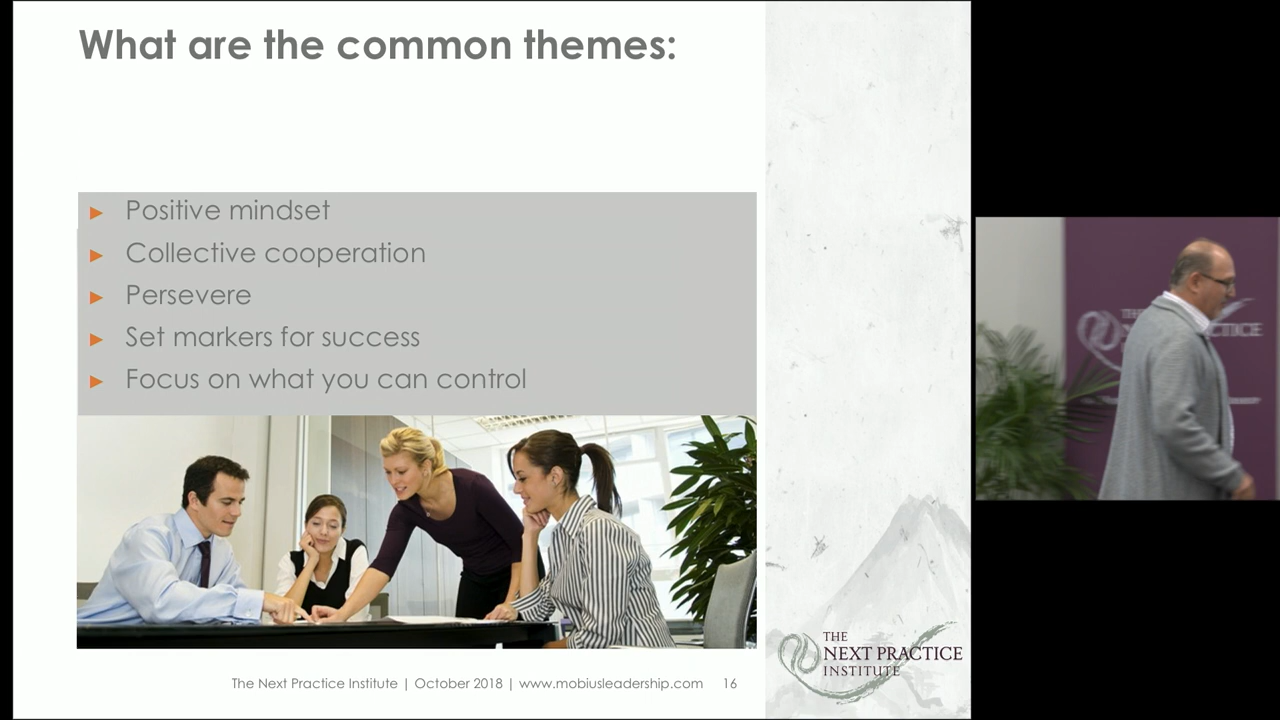 What are the common themes:
Positive mindset
Collective cooperation
Persevere
Set markers for success
Focus on what you can control
The Next Practice Institute | October 2018 | www.mobiusleadership.com 16
THE
NEXT PRACTICE
INSTITUTE